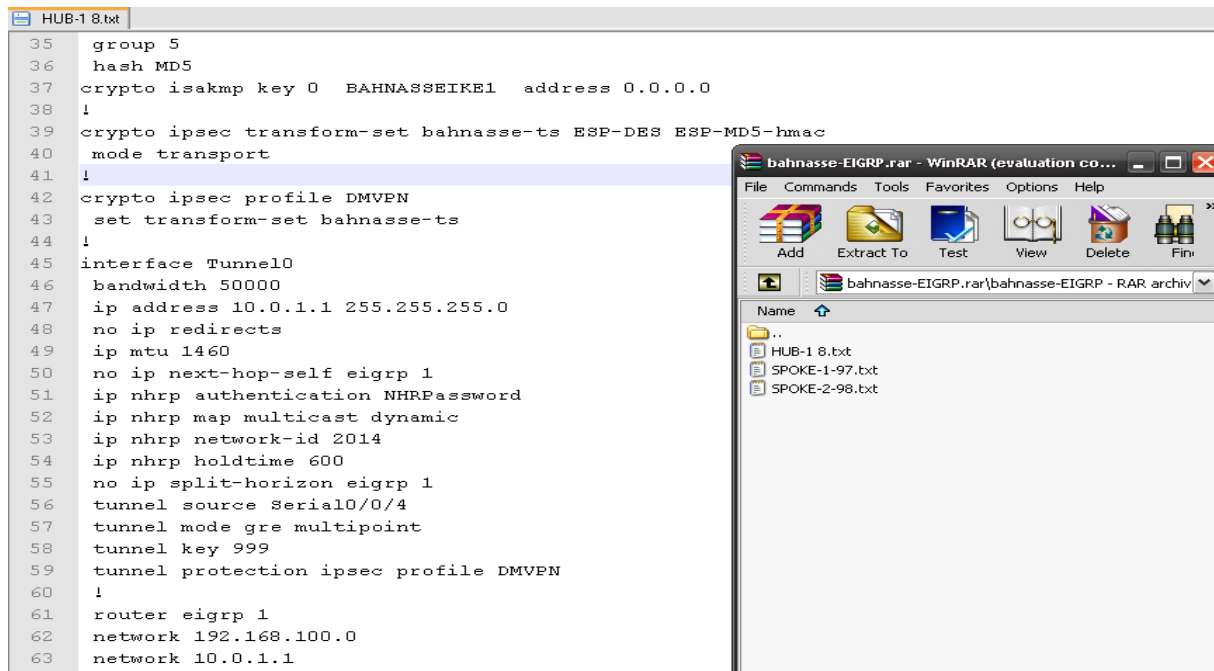 HUB-1 8.txt
35 group 5
36 hash MD5
37 crypto isakmp key 0 BAHNASSEIKE1 address 0.0.0.0
38 !
39 crypto ipsec transform-set bahnasse-ts ESP-DES ESP-MD5-hmac
40 mode transport
41 !
42 crypto ipsec profile DMVPN
43 set transform-set bahnasse-ts
44 !
45 interface Tunnel0
46 bandwidth 50000
47 ip address 10.0.1.1 255.255.255.0
48 no ip redirects
49 ip mtu 1460
50 no ip next-hop-self eigrp 1
51 ip nhrp authentication NHRPassword
52 ip nhrp map multicast dynamic
53 ip nhrp network-id 2014
54 ip nhrp holdtime 600
55 no ip split-horizon eigrp 1
56 tunnel source Serial0/0/4
57 tunnel mode gre multipoint
58 tunnel key 999
59 tunnel protection ipsec profile DMVPN
60 !
61 router eigrp 1
62 network 192.168.100.0
63 network 10.0.1.1
bahnasse-EIGRP.rar - WinRAR (evaluation co...
File Commands Tools Favorites Options Help
Add Extract To Test View Delete Fin
bahnasse-EIGRP.rar\bahnasse-EIGRP - RAR archiv
Name
..
HUB-1 8.txt
SPOKE-1-97.txt
SPOKE-2-98.txt